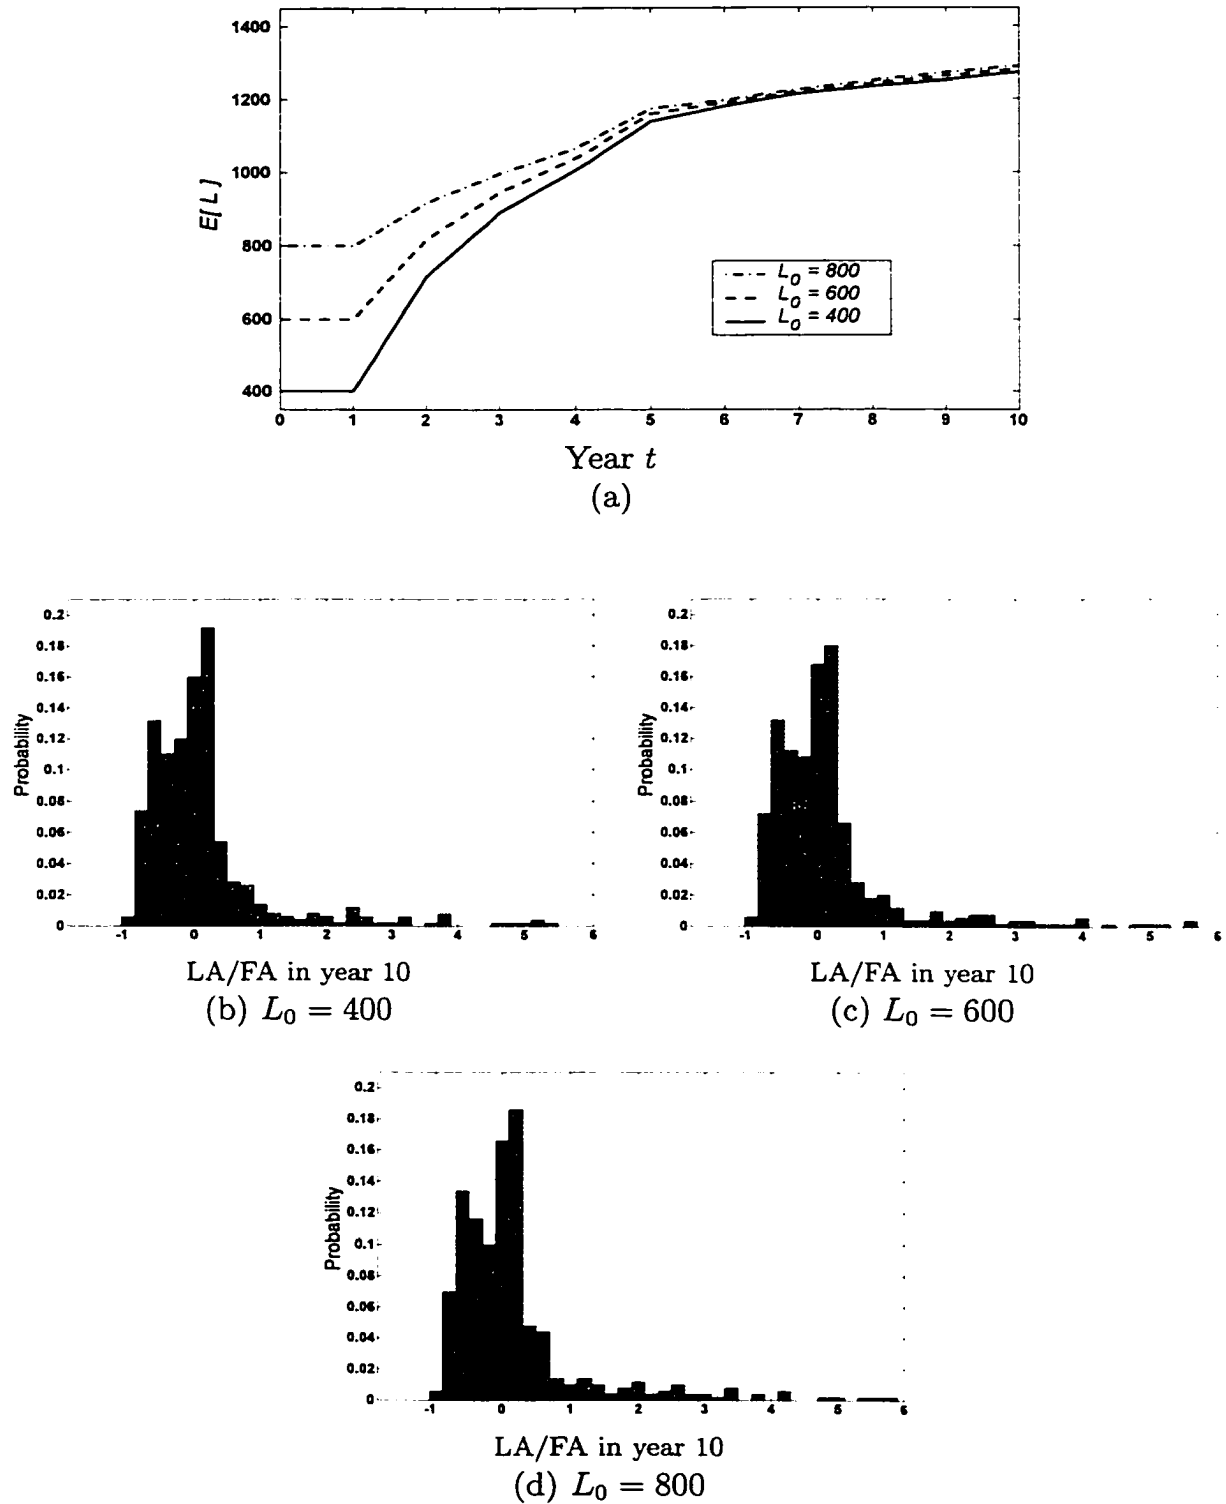 1400
1200
1000
800
600
400
E[ L ]
L0 = 800
L0 = 600
L0 = 400
0 1 2 3 4 5 6 7 8 9 10
Year t
(a)
0.2
0.18
0.16
0.14
0.12
0.1
0.08
0.06
0.04
0.02
0
Probability
-1 0 1 2 3 4 5 6
LA/FA in year 10
(b) L0 = 400
0.2
0.18
0.16
0.14
0.12
0.1
0.08
0.06
0.04
0.02
0
Probability
-1 0 1 2 3 4 5 6
LA/FA in year 10
(c) L0 = 600
0.2
0.18
0.16
0.14
0.12
0.1
0.08
0.06
0.04
0.02
0
Probability
-1 0 1 2 3 4 5 6
LA/FA in year 10
(d) L0 = 800